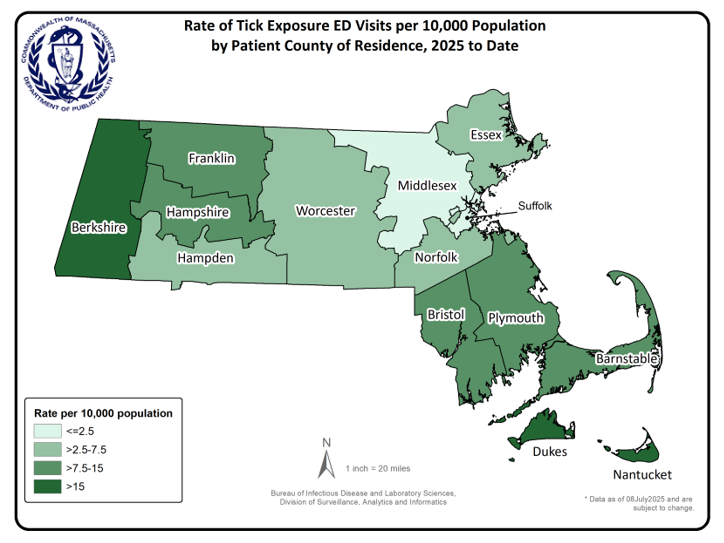 Rate of Tick Exposure ED Visits per 10,000 Population
by Patient County of Residence, 2025 to Date
COMMONWEALTH OF MASSACHUSETTS
DEPARTMENT OF PUBLIC HEALTH
Essex
Franklin
Middlesex
Suffolk
Hampshire
Worcester
Berkshire
Hampden
Norfolk
Bristol
Plymouth
Barnstable
Dukes
Nantucket
Rate per 10,000 population
<=2.5
>2.5-7.5
>7.5-15
>15
N
1 inch = 20 miles
Bureau of Infectious Disease and Laboratory Sciences,
Division of Surveillance, Analytics and Informatics
* Data as of 08July2025 and are
subject to change.